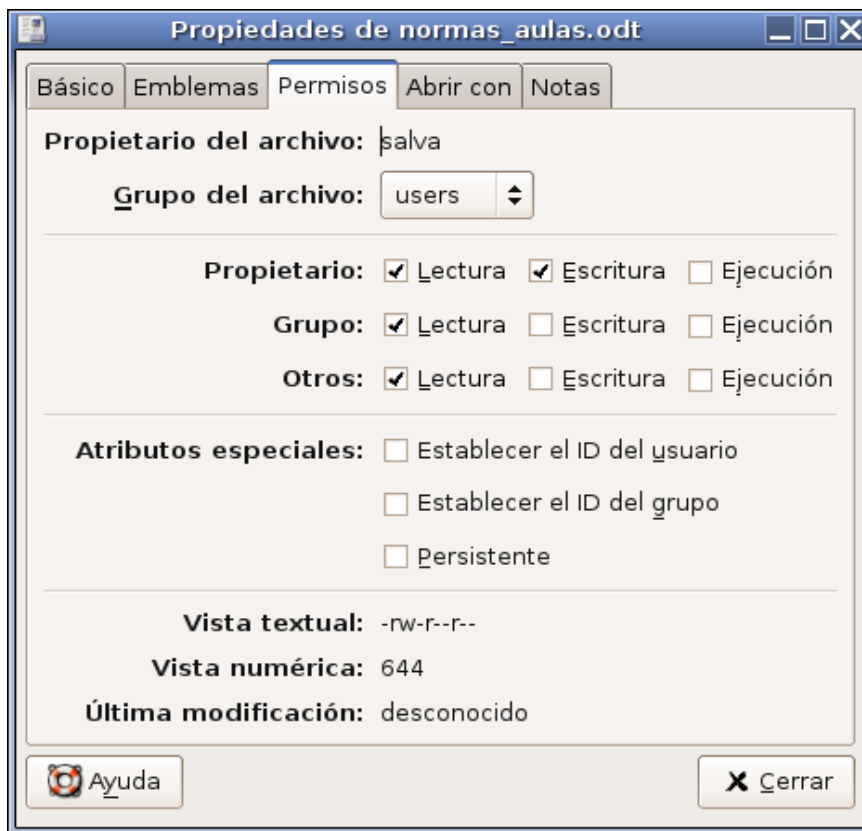 Propiedades de normas_aulas.odt
Básico Emblemas Permisos Abrir con Notas
Propietario del archivo: salva
Grupo del archivo: users
Propietario: Lectura Escritura Ejecución
Grupo: Lectura Escritura Ejecución
Otros: Lectura Escritura Ejecución
Atributos especiales: Establecer el ID del usuario
Establecer el ID del grupo
Persistente
Vista textual: -rw-r--r--
Vista numérica: 644
Última modificación: desconocido
Ayuda Cerrar